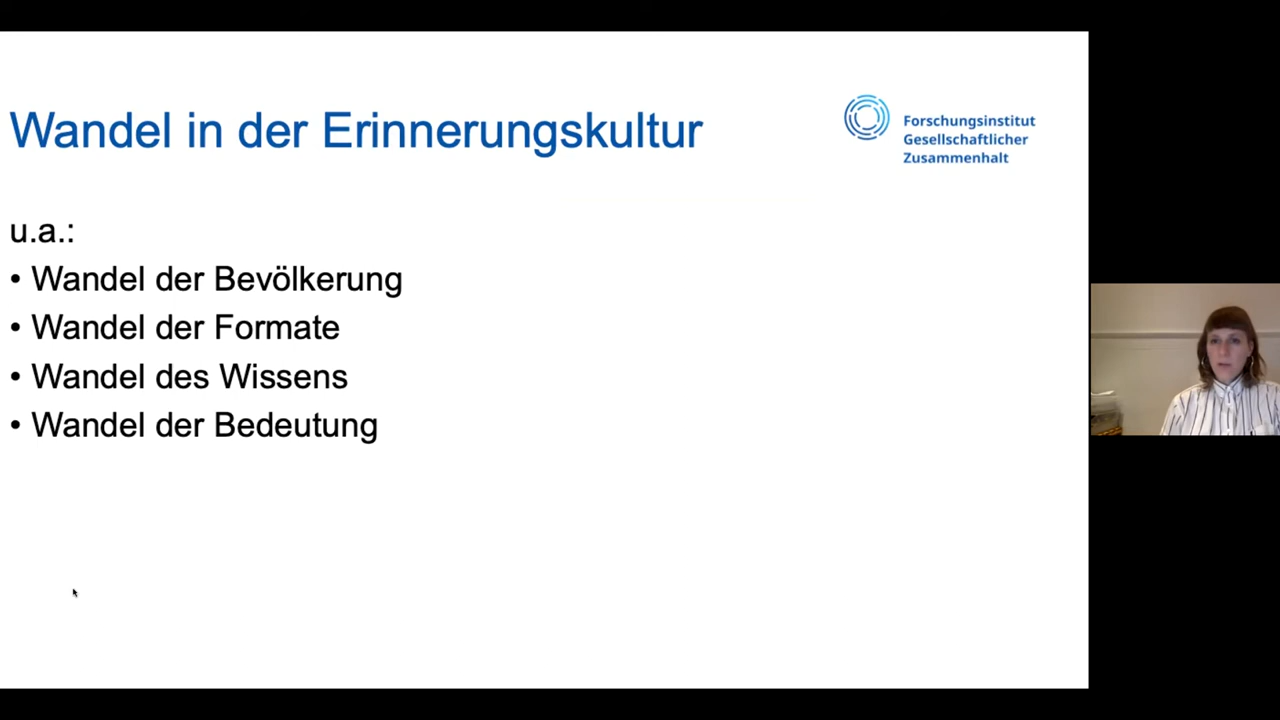 Wandel in der Erinnerungskultur
Forschungsinstitut
Gesellschaftlicher
Zusammenhalt
u.a.:
• Wandel der Bevölkerung
• Wandel der Formate
• Wandel des Wissens
• Wandel der Bedeutung